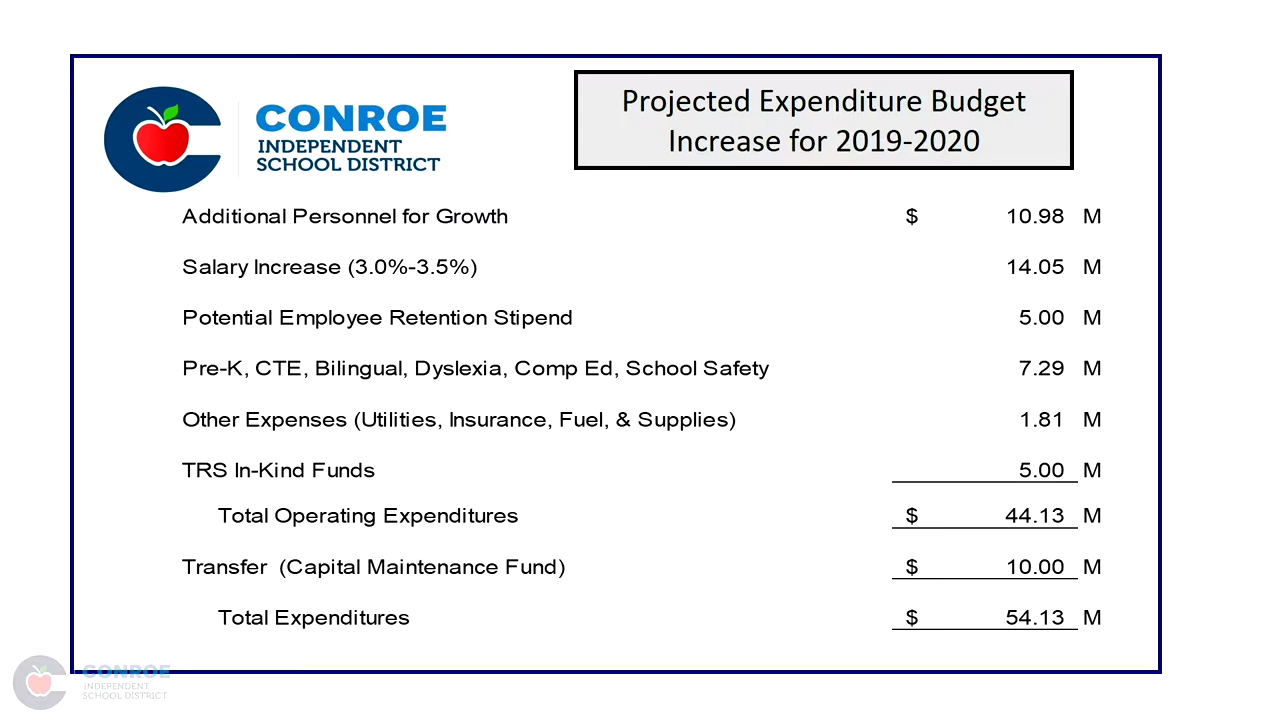 CONROE
INDEPENDENT
SCHOOL DISTRICT
Projected Expenditure Budget
Increase for 2019-2020
Additional Personnel for Growth $ 10.98 M
Salary Increase (3.0%-3.5%) 14.05 M
Potential Employee Retention Stipend 5.00 M
Pre-K, CTE, Bilingual, Dyslexia, Comp Ed, School Safety 7.29 M
Other Expenses (Utilities, Insurance, Fuel, & Supplies) 1.81 M
TRS In-Kind Funds 5.00 M
Total Operating Expenditures $ 44.13 M
Transfer (Capital Maintenance Fund) $ 10.00 M
Total Expenditures $ 54.13 M
CONROE
INDEPENDENT
SCHOOL DISTRICT